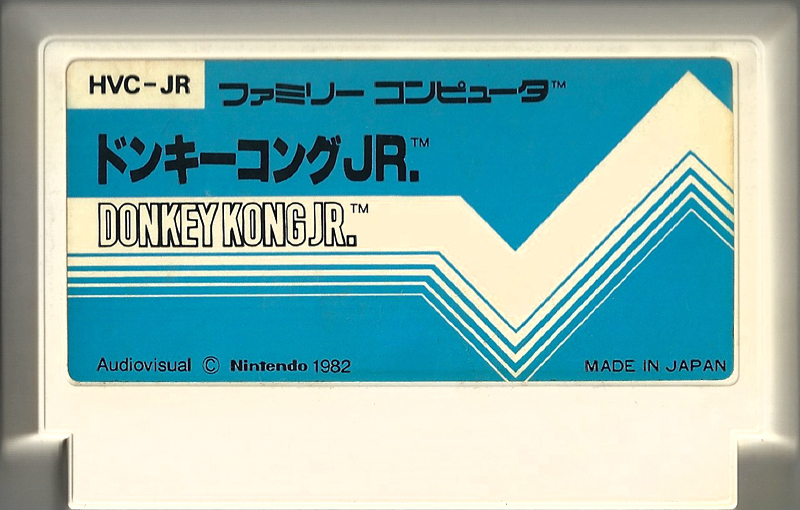 HVC-JR
ファミリー コンピュータ™
ドンキーコングJR.™
DONKEY KONG JR.™
Audiovisual © Nintendo 1982
MADE IN JAPAN